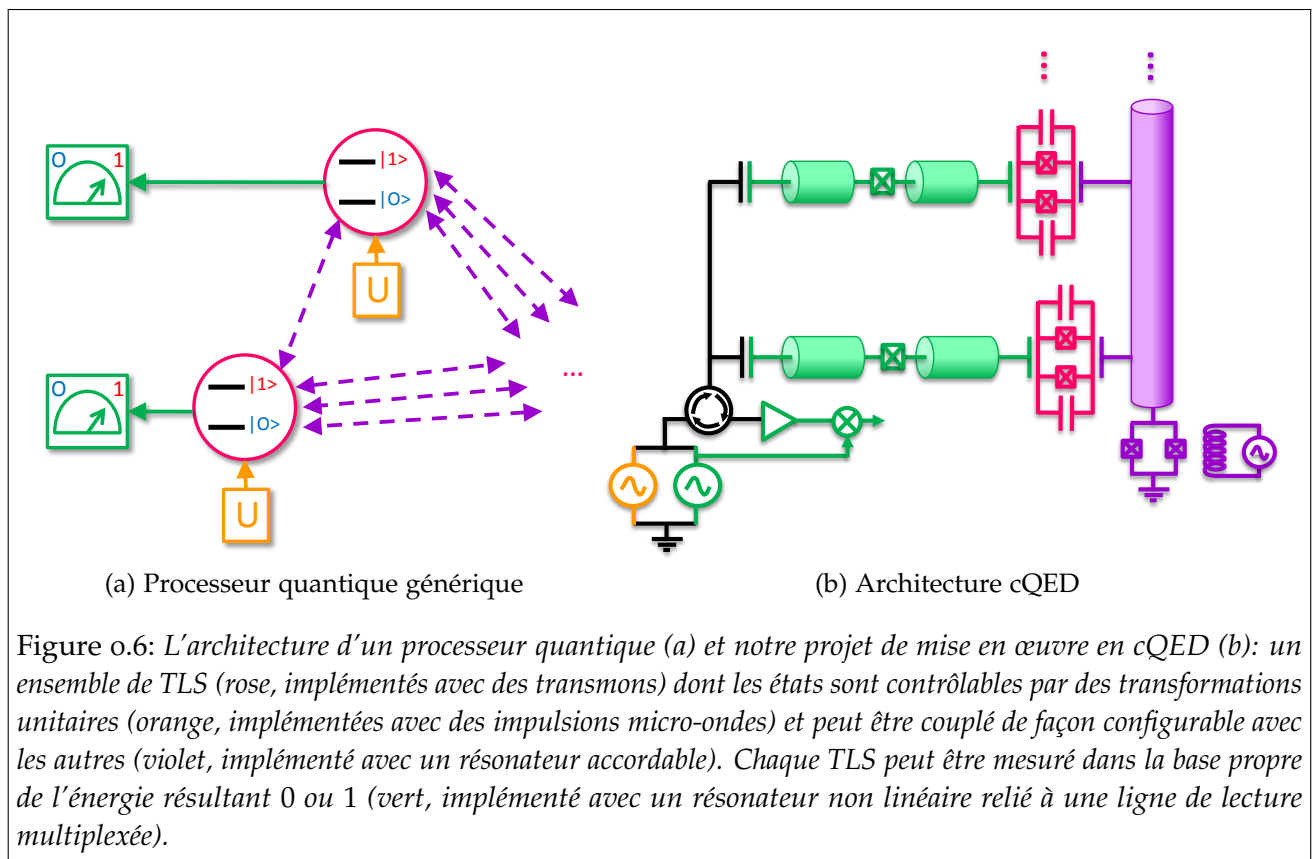 0 1
|1>
|0>
U
0 1
|1>
|0>
U
...
(a) Processeur quantique générique
(b) Architecture cQED
Figure 0.6: L'architecture d'un processeur quantique (a) et notre projet de mise en œuvre en cQED (b): un
ensemble de TLS (rose, implémentés avec des transmons) dont les états sont contrôlables par des transformations
unitaires (orange, implémentées avec des impulsions micro-ondes) et peut être couplé de façon configurable avec
les autres (violet, implémenté avec un résonateur accordable). Chaque TLS peut être mesuré dans la base propre
de l'énergie résultant 0 ou 1 (vert, implémenté avec un résonateur non linéaire relié à une ligne de lecture
multiplexée).